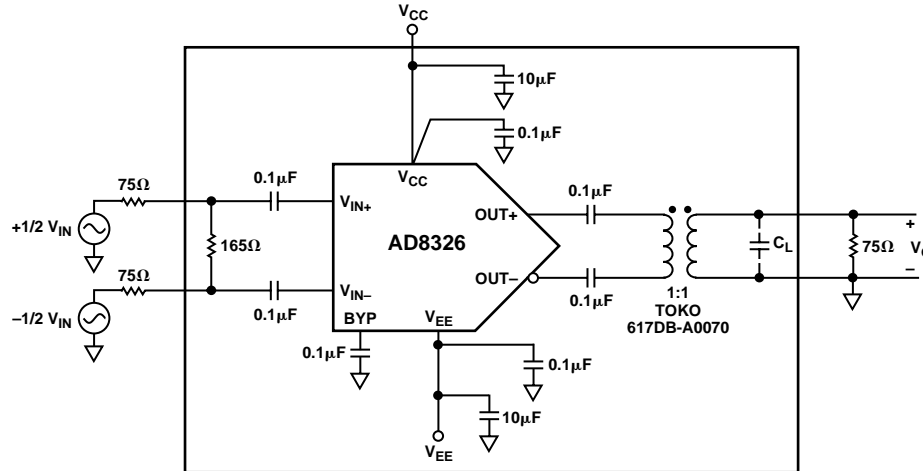 VCC
10µF
0.1µF
VCC
75Ω
0.1µF
VIN+
+1/2 VIN
165Ω
AD8326
OUT+
0.1µF
OUT–
0.1µF
1:1
TOKO
617DB-A0070
CL
75Ω
+
–
75Ω
–1/2 VIN
0.1µF
VIN–
BYP
VEE
0.1µF
0.1µF
10µF
VEE